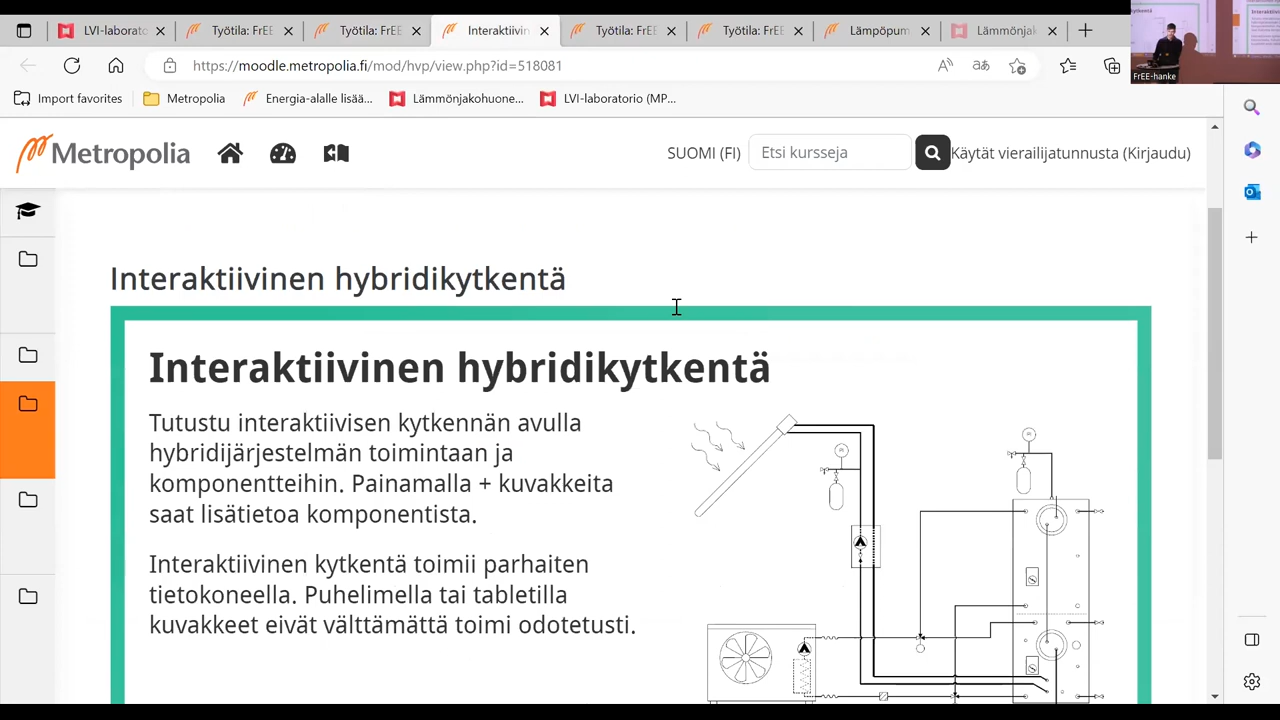 LVI-laborato
Työtila: FrEE
Työtila: FrEE
Interaktiivin
Työtila: FrEE
Työtila: FrEE
Lämpöpum
Lämmönjak
https://moodle.metropolia.fi/mod/hvp/view.php?id=518081
Import favorites
Metropolia
Energia-alalle lisää...
Lämmönjakohuone...
LVI-laboratorio (MP...
FrEE-hanke
Metropolia
SUOMI (FI)
Etsi kursseja
Käytät vierailijatunnusta (Kirjaudu)
Interaktiivinen hybridikytkentä
Interaktiivinen hybridikytkentä
Tutustu interaktiivisen kytkennän avulla
hybridijärjestelmän toimintaan ja
komponentteihin. Painamalla + kuvakkeita
saat lisätietoa komponentista.
Interaktiivinen kytkentä toimii parhaiten
tietokoneella. Puhelimella tai tabletilla
kuvakkeet eivät välttämättä toimi odotetusti.